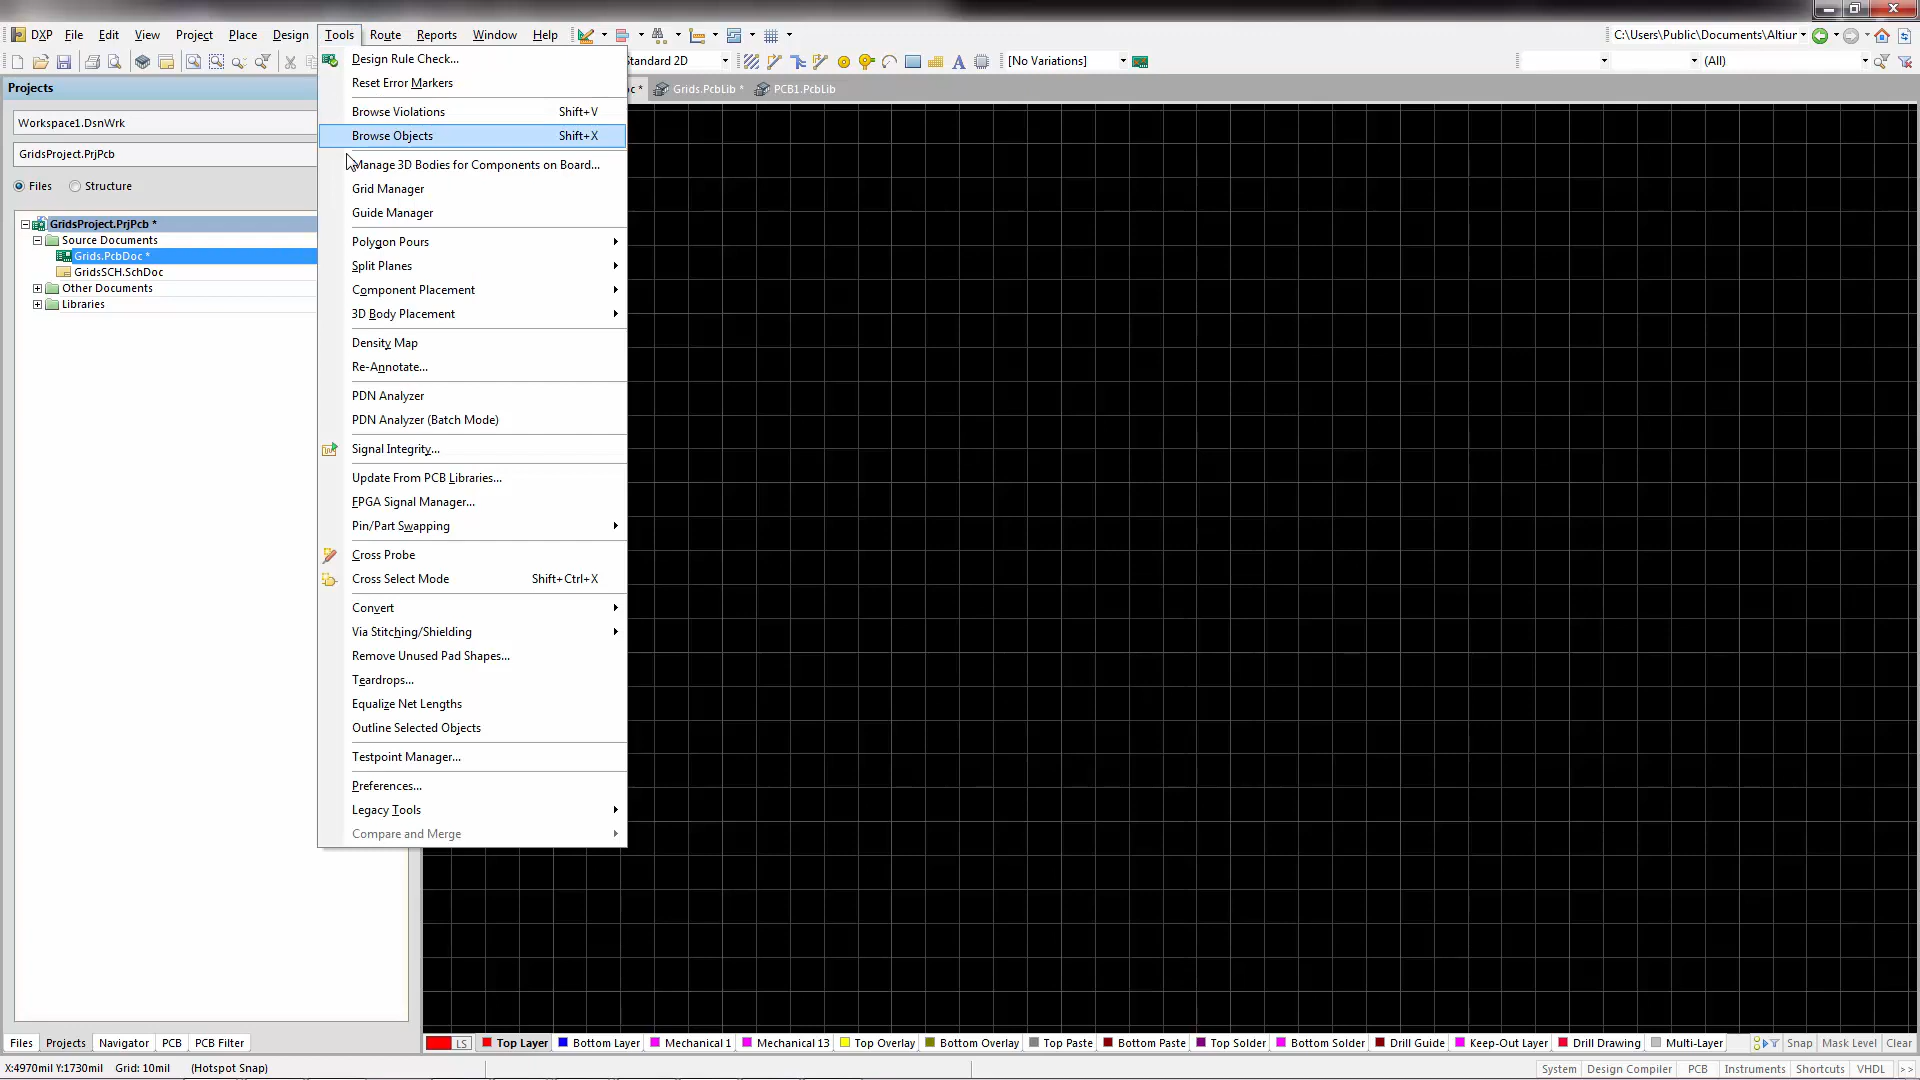 DXP File Edit View Project Place Design Tools Route Reports Window Help
C:\Users\Public\Documents\Altiur
tandard 2D
[No Variations]
(All)
Projects
Workspace1.DsnWrk
GridsProject.PrjPcb
Files Structure
GridsProject.PrjPcb *
Source Documents
Grids.PcbDoc *
GridsSCH.SchDoc
Other Documents
Libraries
Design Rule Check...
Reset Error Markers
Browse Violations Shift+V
Browse Objects Shift+X
Manage 3D Bodies for Components on Board...
Grid Manager
Guide Manager
Polygon Pours
Split Planes
Component Placement
3D Body Placement
Density Map
Re-Annotate...
PDN Analyzer
PDN Analyzer (Batch Mode)
Signal Integrity...
Update From PCB Libraries...
FPGA Signal Manager...
Pin/Part Swapping
Cross Probe
Cross Select Mode Shift+Ctrl+X
Convert
Via Stitching/Shielding
Remove Unused Pad Shapes...
Teardrops...
Equalize Net Lengths
Outline Selected Objects
Testpoint Manager...
Preferences...
Legacy Tools
Compare and Merge
oc * Grids.PcbLib * PCB1.PcbLib
Files Projects Navigator PCB PCB Filter
LS Top Layer Bottom Layer Mechanical 1 Mechanical 13 Top Overlay Bottom Overlay Top Paste Bottom Paste Top Solder Bottom Solder Drill Guide Keep-Out Layer Drill Drawing Multi-Layer Snap Mask Level Clear
X:4970mil Y:1730mil Grid: 10mil (Hotspot Snap)
System Design Compiler PCB Instruments Shortcuts VHDL >>